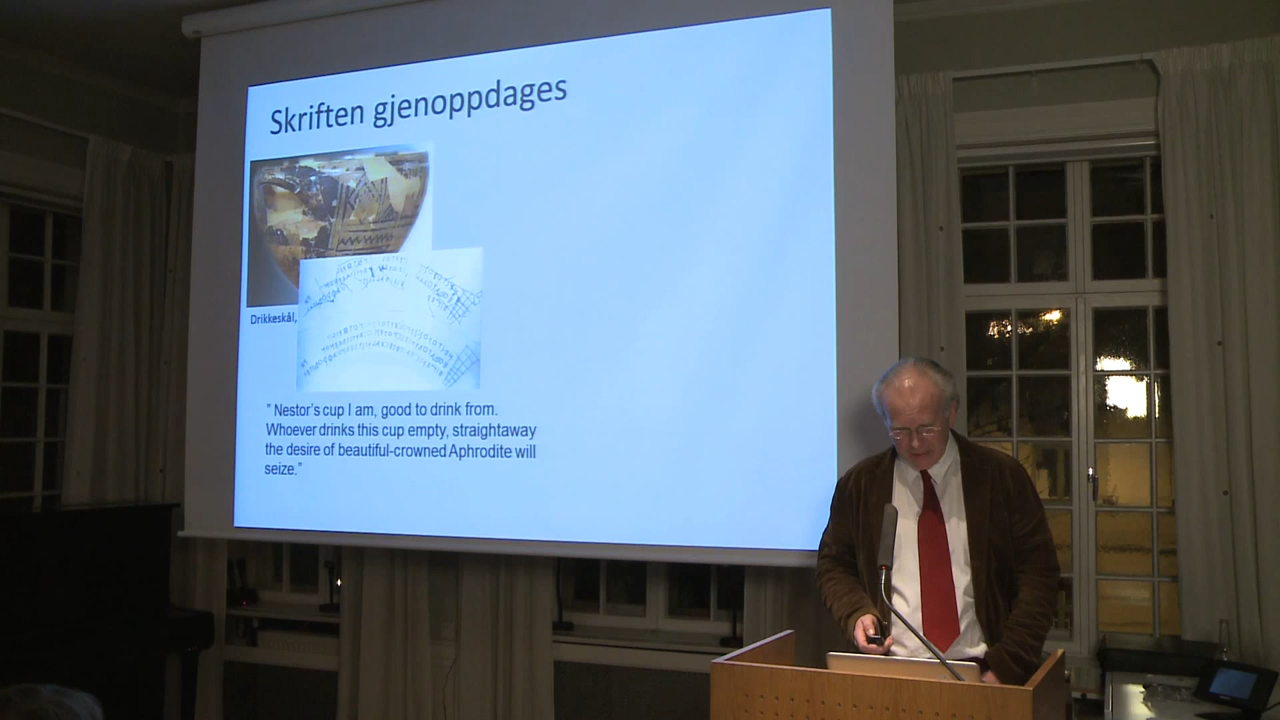 Skriften gjenoppdages
Drikkeskål,
" Nestor's cup I am, good to drink from.
Whoever drinks this cup empty, straightaway
the desire of beautiful-crowned Aphrodite will
seize."